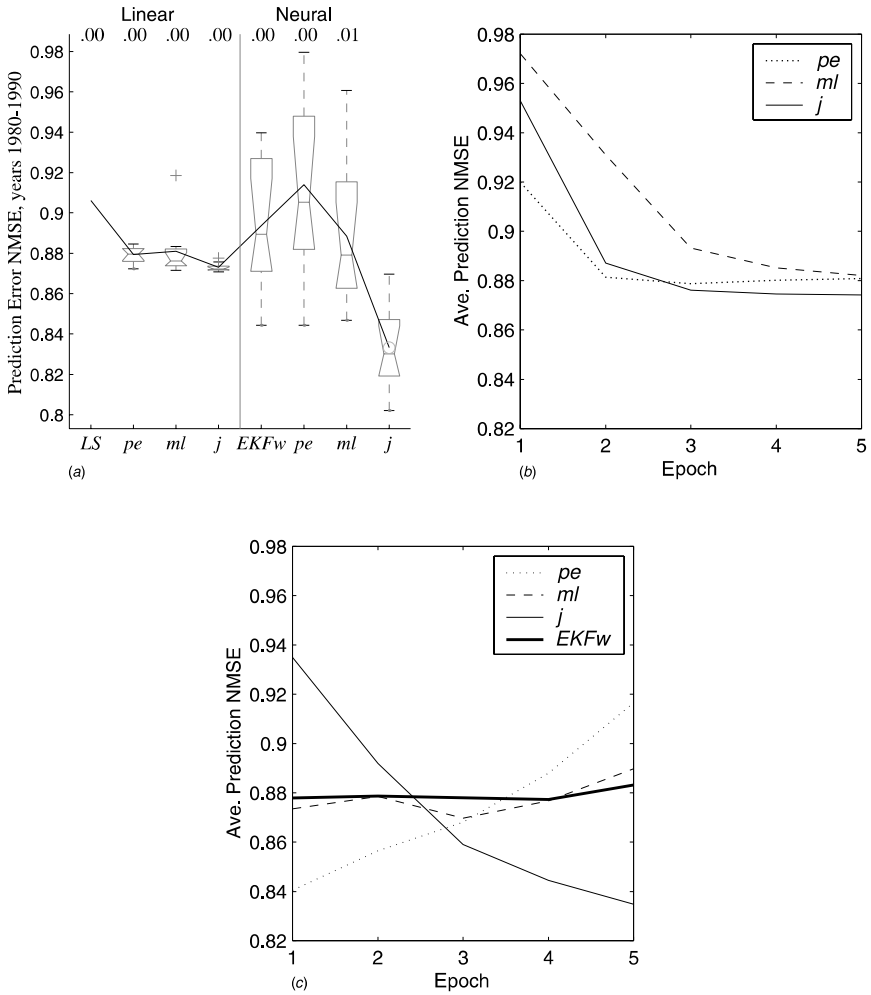 Linear Neural
.00 .00 .00 .00 .00 .00 .01
Prediction Error NMSE, years 1980-1990
0.98
0.96
0.94
0.92
0.9
0.88
0.86
0.84
0.82
0.8
LS pe ml j EKFw pe ml j
(a)
Ave. Prediction NMSE
0.98
0.96
0.94
0.92
0.9
0.88
0.86
0.84
0.82
pe
ml
j
1 2 3 4 5
Epoch
(b)
Ave. Prediction NMSE
0.98
0.96
0.94
0.92
0.9
0.88
0.86
0.84
0.82
pe
ml
j
EKFw
1 2 3 4 5
Epoch
(c)